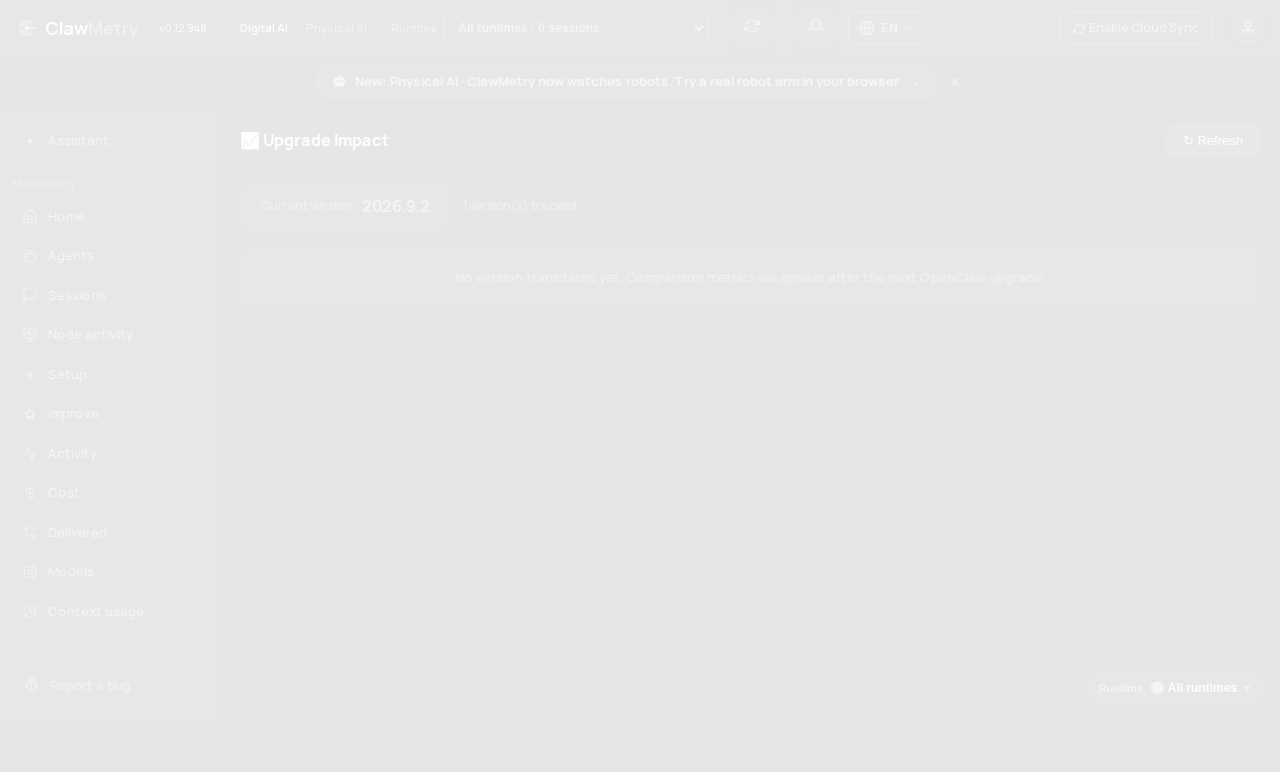 ClawMetry v0.12.948 Digital AI Physical AI Runtime All runtimes - 0 sessions EN Enable Cloud Sync
New: Physical AI · ClawMetry now watches robots. Try a real robot arm in your browser → ×
Assistant
Monitoring
Home
Agents
Sessions
Node activity
Setup
Improve
Activity
Cost
Delivered
Models
Context usage
Report a bug
📈 Upgrade Impact
↻ Refresh
Current Version 2026.9.2 1 version(s) tracked
No version transitions yet. Comparison metrics will appear after the next OpenClaw upgrade.
Runtime All runtimes ▾